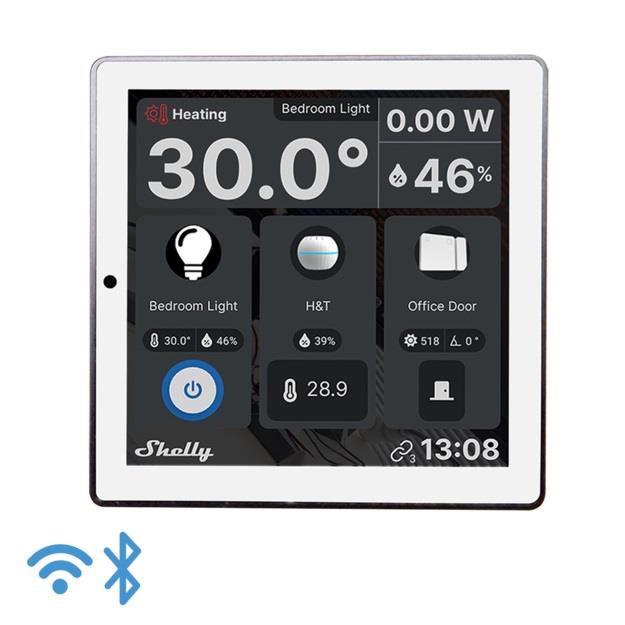 Heating
Bedroom Light
0.00 W
30.0°
46%
Bedroom Light
H&T
Office Door
30.0° 46%
39%
518 0°
28.9
Shelly
3 13:08